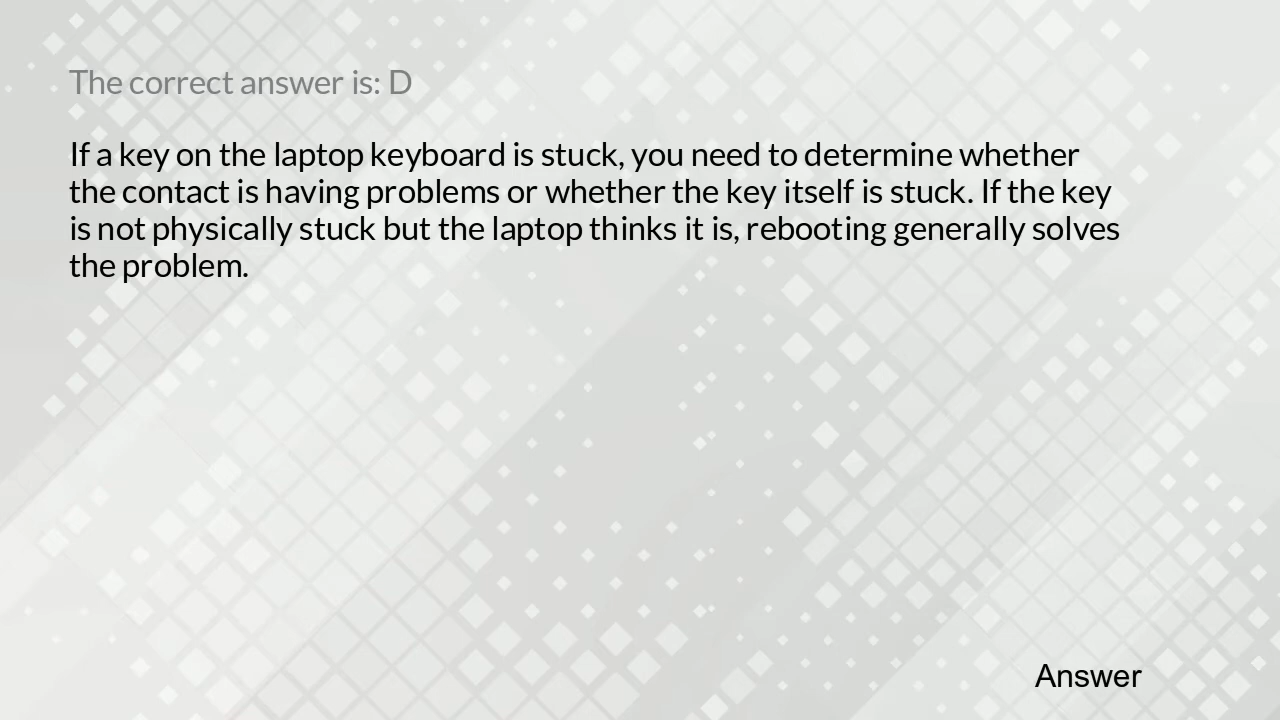 The correct answer is: D
If a key on the laptop keyboard is stuck, you need to determine whether
the contact is having problems or whether the key itself is stuck. If the key
is not physically stuck but the laptop thinks it is, rebooting generally solves
the problem.
Answer